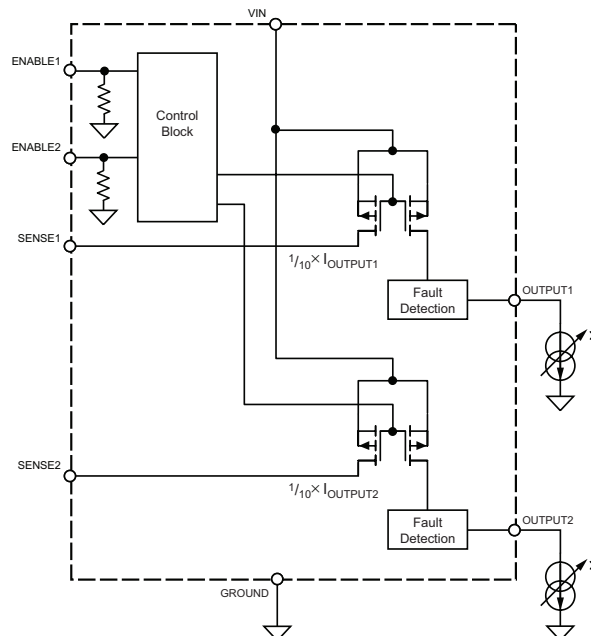 VIN
ENABLE1
Control
Block
ENABLE2
SENSE1
1/10× IOUTPUT1
Fault
Detection
OUTPUT1
SENSE2
1/10× IOUTPUT2
Fault
Detection
OUTPUT2
GROUND